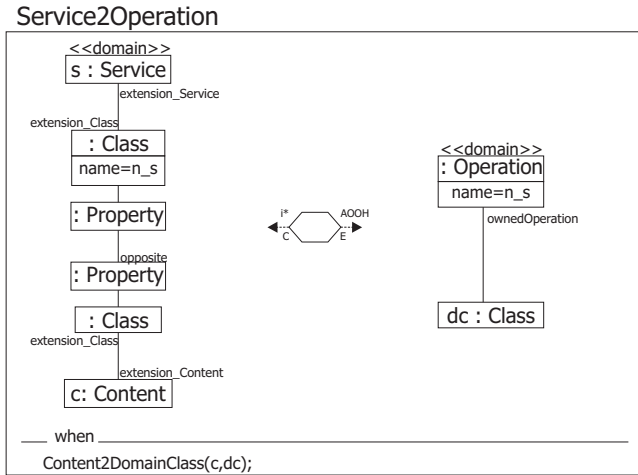 Service2Operation
<<domain>>
s : Service
extension_Service
extension_Class
: Class
name=n_s
: Property
opposite
: Property
: Class
extension_Class
extension_Content
c: Content
i*
AOOH
C
E
<<domain>>
: Operation
name=n_s
ownedOperation
dc : Class
when
Content2DomainClass(c,dc);